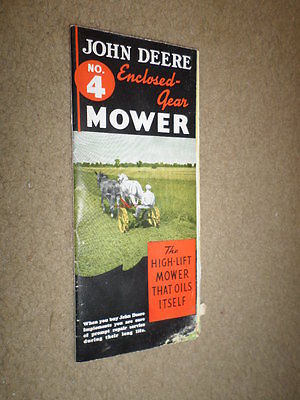 JOHN DEERE
NO. 4
Enclosed-
Gear
MOWER
The
HIGH-LIFT
MOWER
THAT OILS
ITSELF
When you buy John Deere
Implements you are sure
of prompt repair service
during their long life.